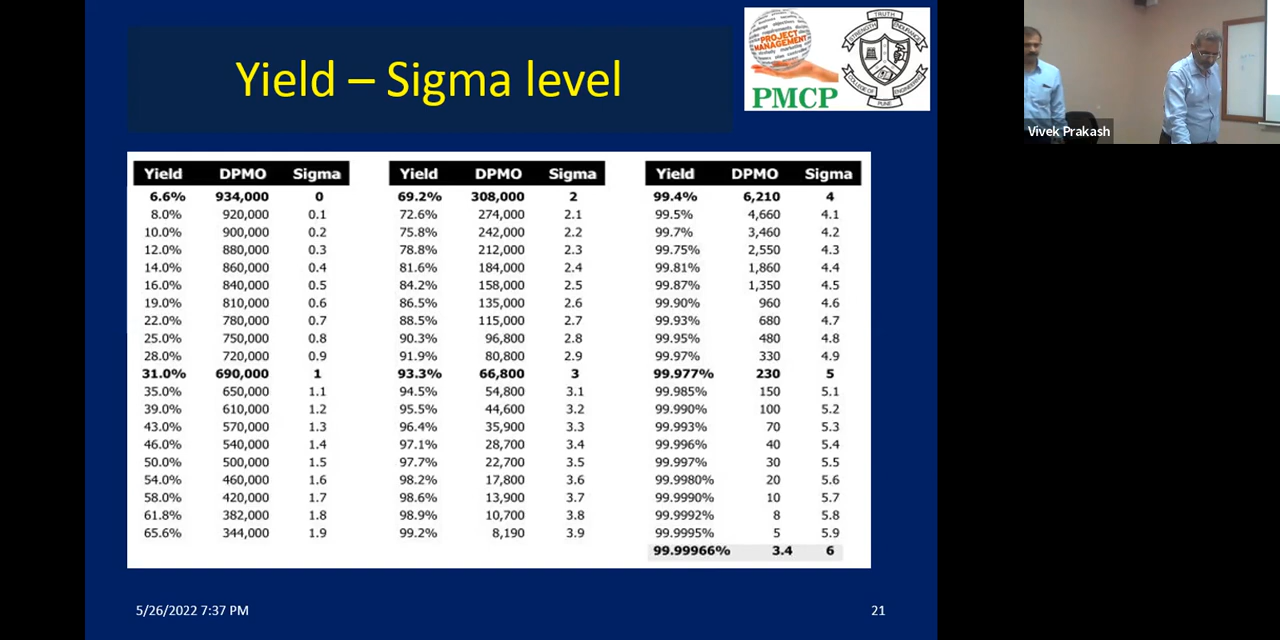 Yield – Sigma level
PROJECT
MANAGEMENT
PMCP
TRUTH
STRENGTH
ENDURANCE
COLLEGE OF
ENGINEERING
PUNE
Vivek Prakash
Yield DPMO Sigma
6.6% 934,000 0
8.0% 920,000 0.1
10.0% 900,000 0.2
12.0% 880,000 0.3
14.0% 860,000 0.4
16.0% 840,000 0.5
19.0% 810,000 0.6
22.0% 780,000 0.7
25.0% 750,000 0.8
28.0% 720,000 0.9
31.0% 690,000 1
35.0% 650,000 1.1
39.0% 610,000 1.2
43.0% 570,000 1.3
46.0% 540,000 1.4
50.0% 500,000 1.5
54.0% 460,000 1.6
58.0% 420,000 1.7
61.8% 382,000 1.8
65.6% 344,000 1.9
Yield DPMO Sigma
69.2% 308,000 2
72.6% 274,000 2.1
75.8% 242,000 2.2
78.8% 212,000 2.3
81.6% 184,000 2.4
84.2% 158,000 2.5
86.5% 135,000 2.6
88.5% 115,000 2.7
90.3% 96,800 2.8
91.9% 80,800 2.9
93.3% 66,800 3
94.5% 54,800 3.1
95.5% 44,600 3.2
96.4% 35,900 3.3
97.1% 28,700 3.4
97.7% 22,700 3.5
98.2% 17,800 3.6
98.6% 13,900 3.7
98.9% 10,700 3.8
99.2% 8,190 3.9
Yield DPMO Sigma
99.4% 6,210 4
99.5% 4,660 4.1
99.7% 3,460 4.2
99.75% 2,550 4.3
99.81% 1,860 4.4
99.87% 1,350 4.5
99.90% 960 4.6
99.93% 680 4.7
99.95% 480 4.8
99.97% 330 4.9
99.977% 230 5
99.985% 150 5.1
99.990% 100 5.2
99.993% 70 5.3
99.996% 40 5.4
99.997% 30 5.5
99.9980% 20 5.6
99.9990% 10 5.7
99.9992% 8 5.8
99.9995% 5 5.9
99.99966% 3.4 6
5/26/2022 7:37 PM
21